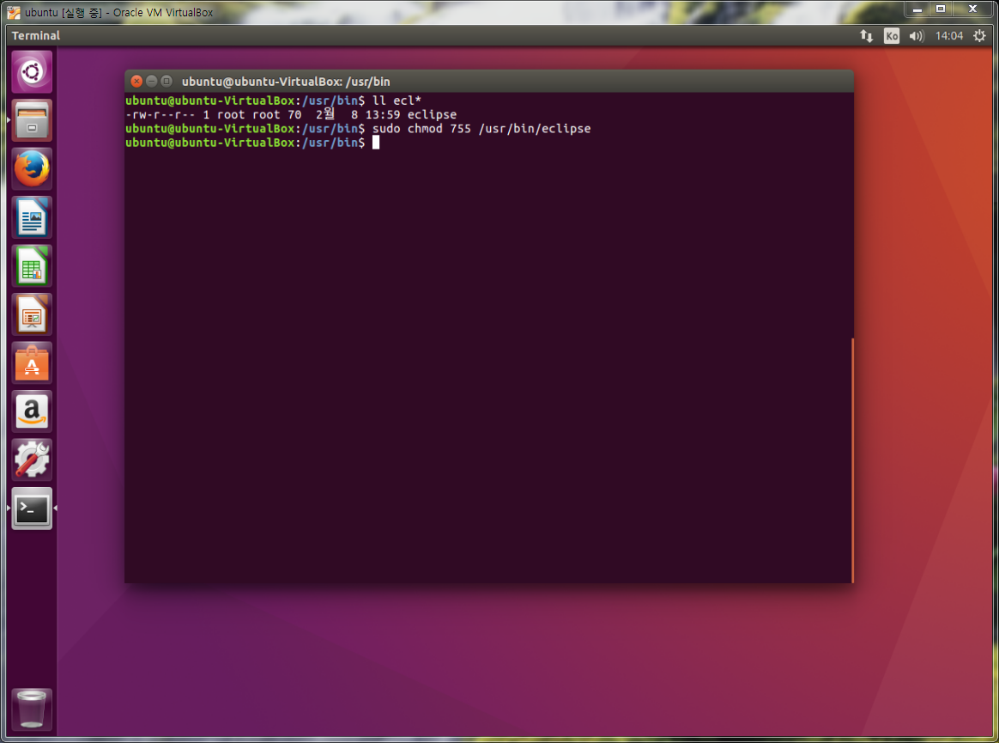 ubuntu [실행 중] - Oracle VM VirtualBox
Terminal
Ko
14:04
ubuntu@ubuntu-VirtualBox: /usr/bin
ubuntu@ubuntu-VirtualBox:/usr/bin$ ll ecl*
-rw-r--r-- 1 root root 70  2월  8 13:59 eclipse
ubuntu@ubuntu-VirtualBox:/usr/bin$ sudo chmod 755 /usr/bin/eclipse
ubuntu@ubuntu-VirtualBox:/usr/bin$